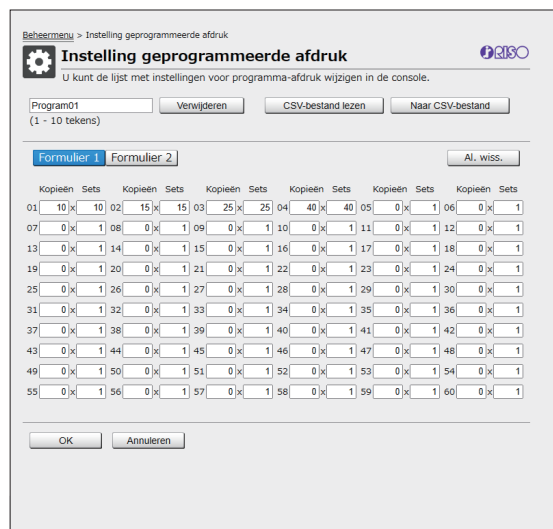 Beheermenu > Instelling geprogrammeerde afdruk
Instelling geprogrammeerde afdruk
RISO
U kunt de lijst met instellingen voor programma-afdruk wijzigen in de console.
Program01 Verwijderen CSV-bestand lezen Naar CSV-bestand
(1 - 10 tekens)
Formulier 1 Formulier 2 Al. wiss.
Kopieën Sets Kopieën Sets Kopieën Sets Kopieën Sets Kopieën Sets Kopieën Sets
01 10 x 10 02 15 x 15 03 25 x 25 04 40 x 40 05 0 x 1 06 0 x 1
07 0 x 1 08 0 x 1 09 0 x 1 10 0 x 1 11 0 x 1 12 0 x 1
13 0 x 1 14 0 x 1 15 0 x 1 16 0 x 1 17 0 x 1 18 0 x 1
19 0 x 1 20 0 x 1 21 0 x 1 22 0 x 1 23 0 x 1 24 0 x 1
25 0 x 1 26 0 x 1 27 0 x 1 28 0 x 1 29 0 x 1 30 0 x 1
31 0 x 1 32 0 x 1 33 0 x 1 34 0 x 1 35 0 x 1 36 0 x 1
37 0 x 1 38 0 x 1 39 0 x 1 40 0 x 1 41 0 x 1 42 0 x 1
43 0 x 1 44 0 x 1 45 0 x 1 46 0 x 1 47 0 x 1 48 0 x 1
49 0 x 1 50 0 x 1 51 0 x 1 52 0 x 1 53 0 x 1 54 0 x 1
55 0 x 1 56 0 x 1 57 0 x 1 58 0 x 1 59 0 x 1 60 0 x 1
OK Annuleren